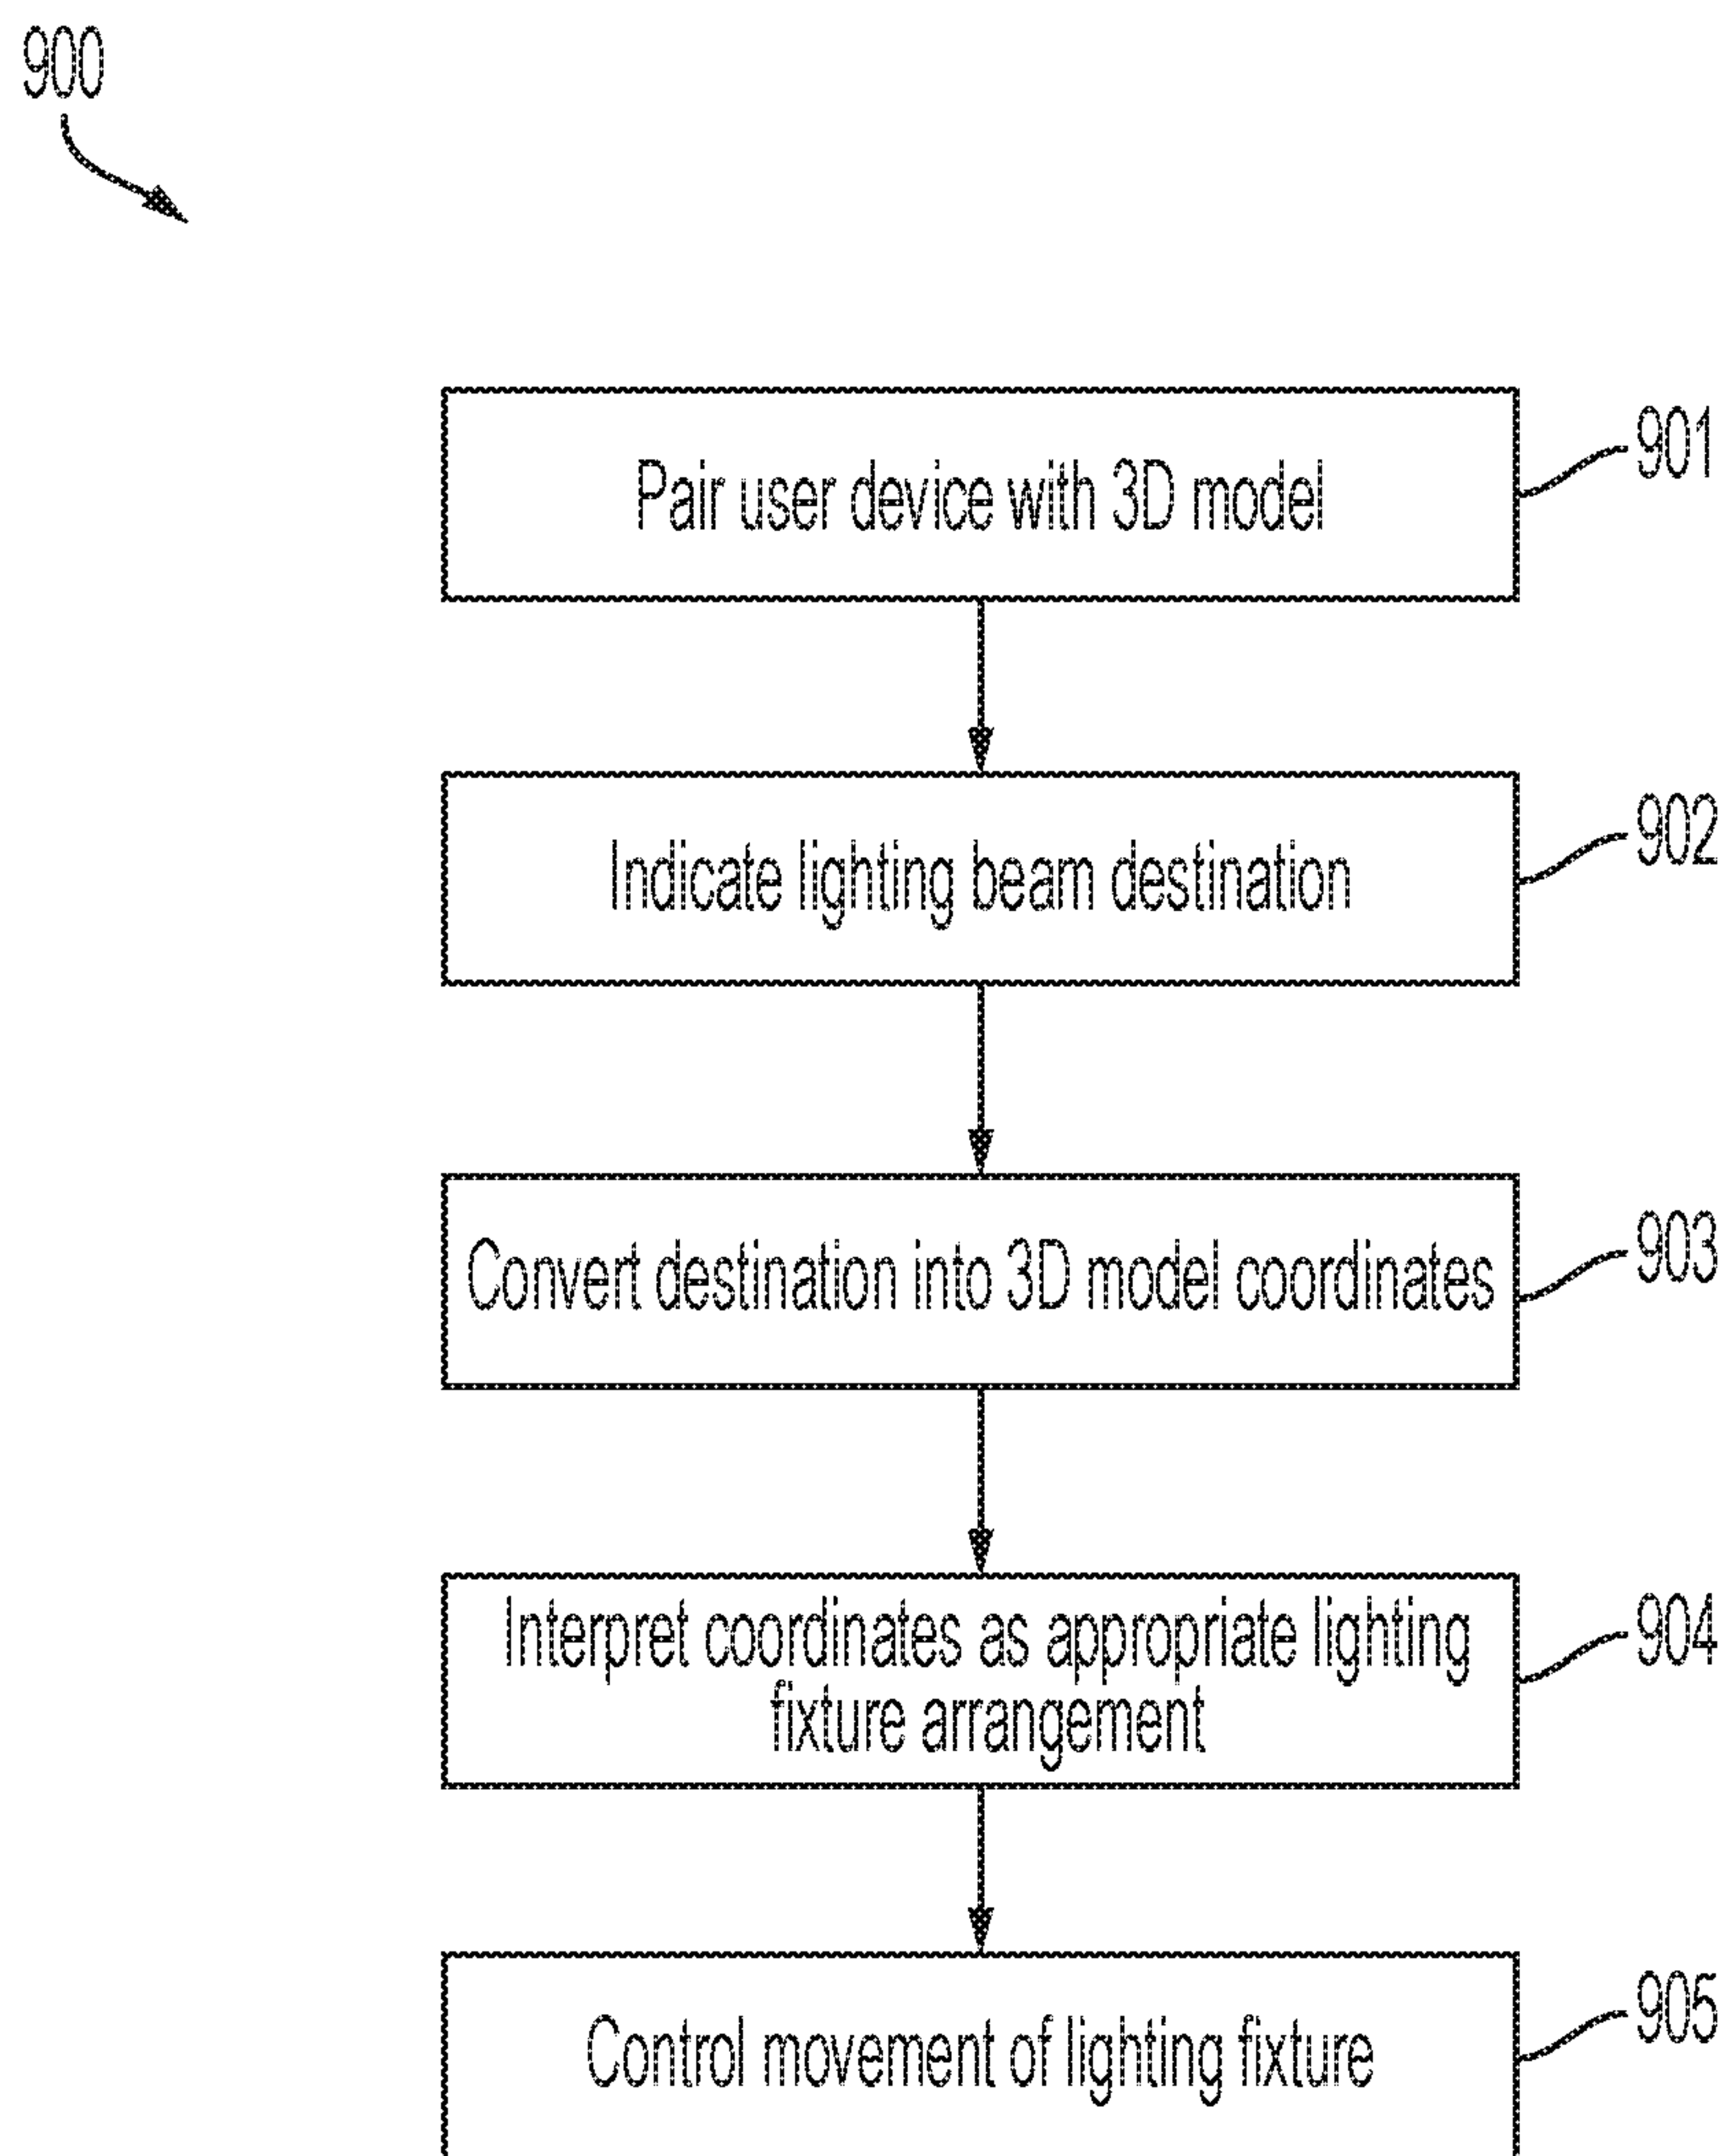 900
Pair user device with 3D model
901
Indicate lighting beam destination
902
Convert destination into 3D model coordinates
903
Interpret coordinates as appropriate lighting
fixture arrangement
904
Control movement of lighting fixture
905